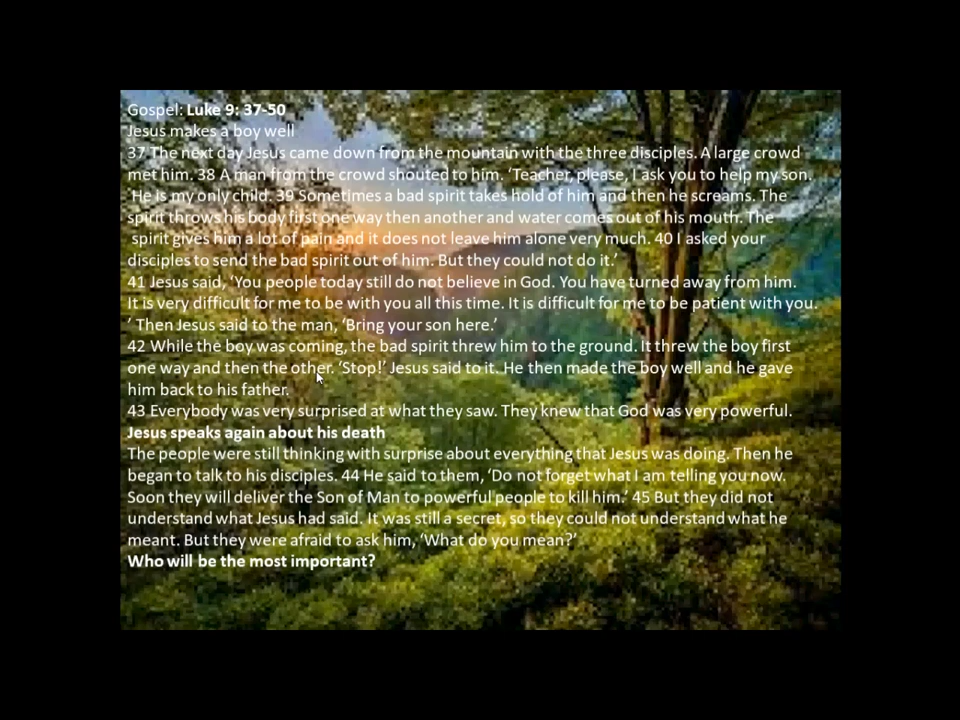 Gospel: Luke 9: 37-50
Jesus makes a boy well
37 The next day Jesus came down from the mountain with the three disciples. A large crowd
met him. 38 A man from the crowd shouted to him. ‘Teacher, please, I ask you to help my son.
He is my only child. 39 Sometimes a bad spirit takes hold of him and then he screams. The
spirit throws his body first one way then another and water comes out of his mouth. The
spirit gives him a lot of pain and it does not leave him alone very much. 40 I asked your
disciples to send the bad spirit out of him. But they could not do it.’
41 Jesus said, ‘You people today still do not believe in God. You have turned away from him.
It is very difficult for me to be with you all this time. It is difficult for me to be patient with you.
’ Then Jesus said to the man, ‘Bring your son here.’
42 While the boy was coming, the bad spirit threw him to the ground. It threw the boy first
one way and then the other. ‘Stop!’ Jesus said to it. He then made the boy well and he gave
him back to his father.
43 Everybody was very surprised at what they saw. They knew that God was very powerful.
Jesus speaks again about his death
The people were still thinking with surprise about everything that Jesus was doing. Then he
began to talk to his disciples. 44 He said to them, ‘Do not forget what I am telling you now.
Soon they will deliver the Son of Man to powerful people to kill him.’ 45 But they did not
understand what Jesus had said. It was still a secret, so they could not understand what he
meant. But they were afraid to ask him, ‘What do you mean?’
Who will be the most important?